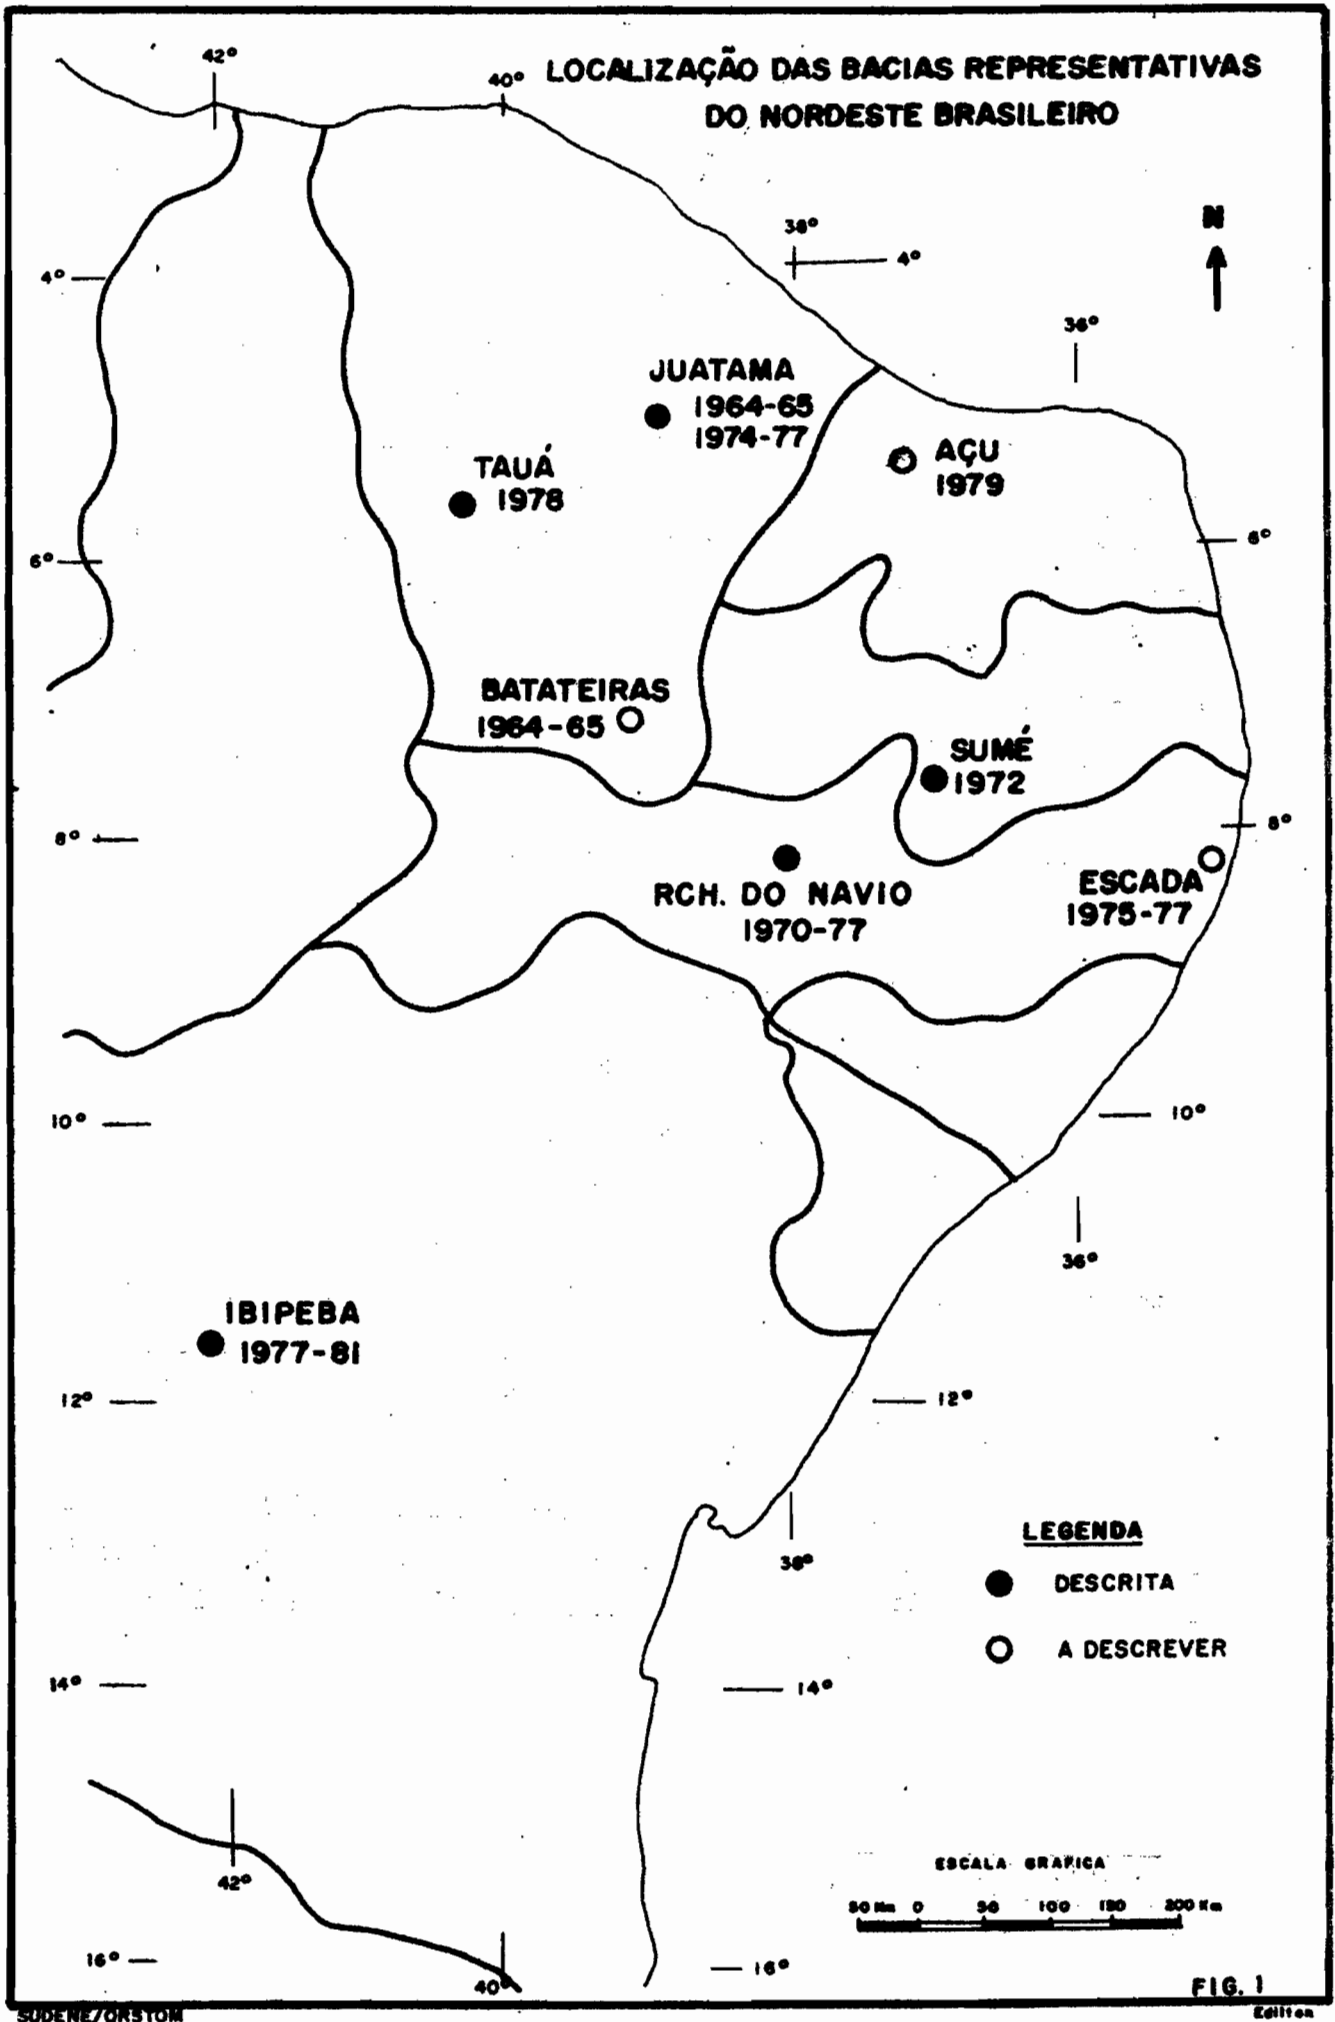 42°
40°
LOCALIZAÇÃO DAS BACIAS REPRESENTATIVAS
DO NORDESTE BRASILEIRO
N
38°
4°
4°
36°
JUATAMA
1964-65
1974-77
AÇU
1979
TAUÁ
1978
6°
6°
BATATEIRAS
1964-65
SUMÉ
1972
8°
8°
RCH. DO NAVIO
1970-77
ESCADA
1975-77
10°
10°
36°
IBIPEBA
1977-81
12°
12°
38°
LEGENDA
DESCRITA
A DESCREVER
14°
14°
42°
ESCALA GRAFICA
50 Km 0 50 100 150 200 Km
16°
40°
16°
FIG. 1
SUDENE/ORSTOM
Edilton